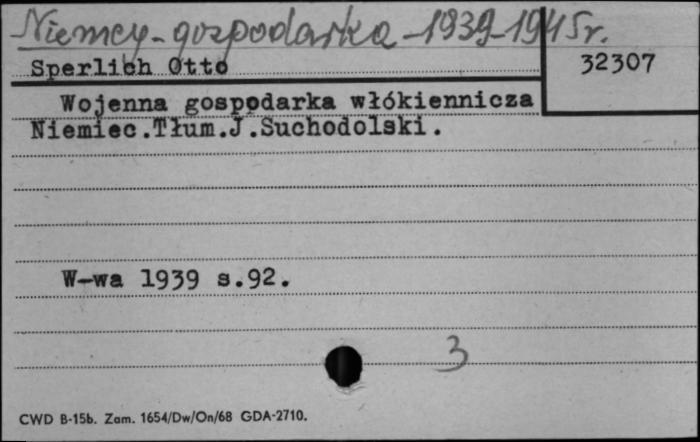 Niemcy - gospodarka - 1939-1945r.
Sperlich Otto
32307
Wojenna gospodarka włókiennicza
Niemiec.Tłum.J.Suchodolski.
W-wa 1939 s.92.
3
CWD B-15b. Zam. 1654/Dw/On/68 GDA-2710.